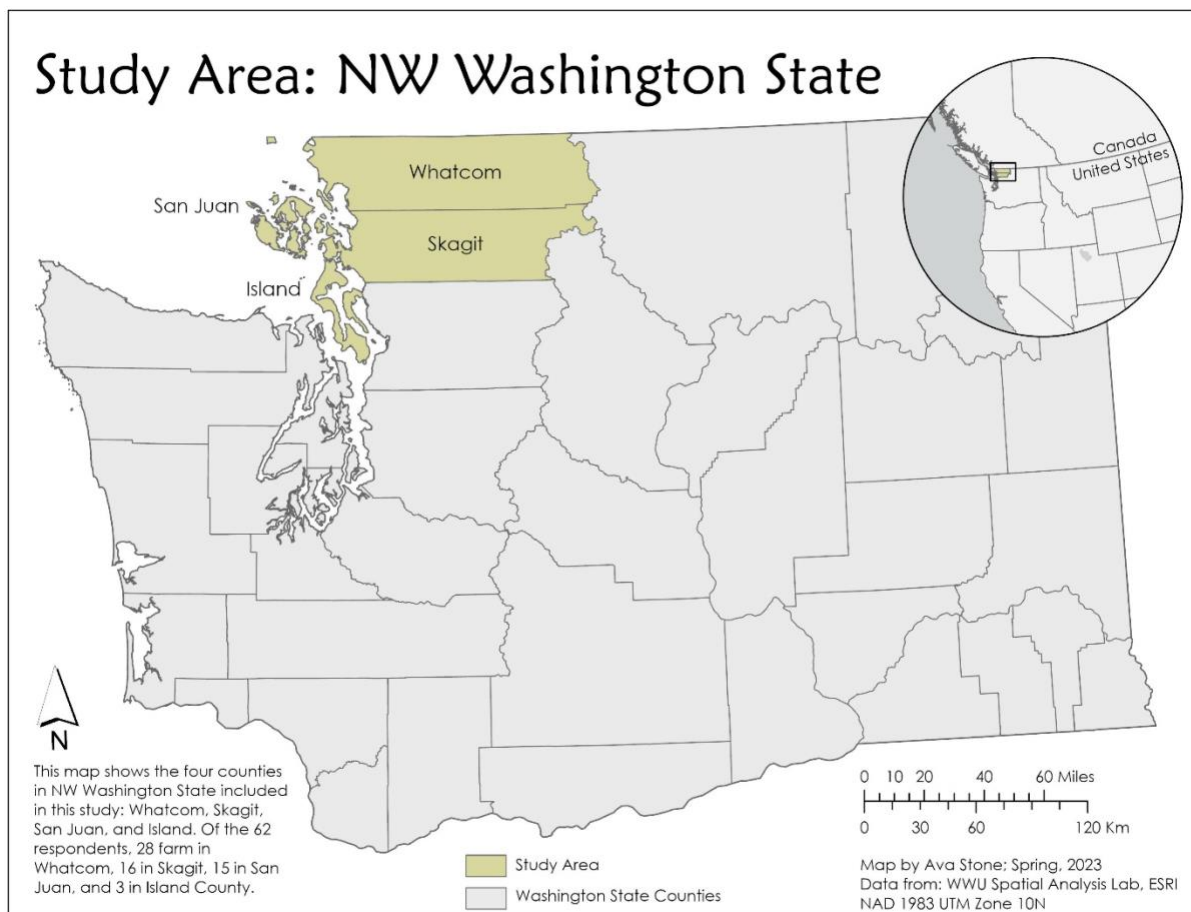 Study Area: NW Washington State
Canada
United States
Whatcom
San Juan
Skagit
Island
N
This map shows the four counties
in NW Washington State included
in this study: Whatcom, Skagit,
San Juan, and Island. Of the 62
respondents, 28 farm in
Whatcom, 16 in Skagit, 15 in San
Juan, and 3 in Island County.
Study Area
Washington State Counties
0 10 20 40 60 Miles
0 30 60 120 Km
Map by Ava Stone; Spring, 2023
Data from: WWU Spatial Analysis Lab, ESRI
NAD 1983 UTM Zone 10N